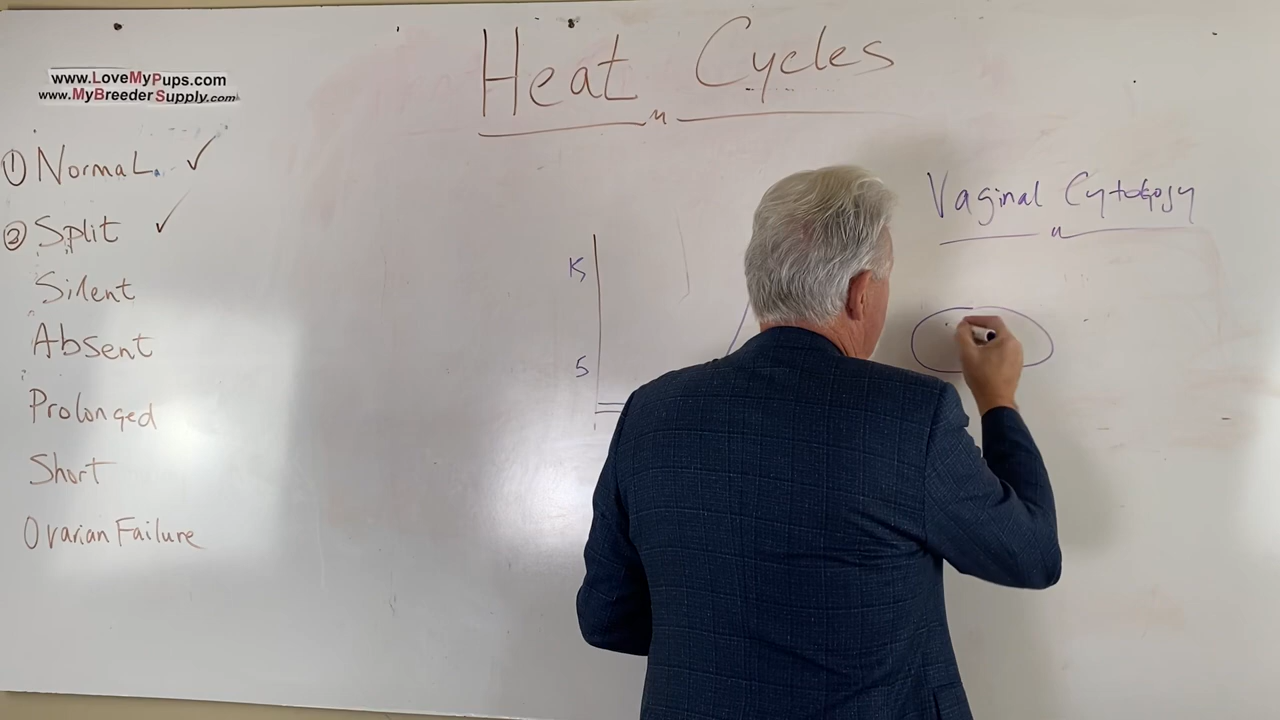 www.LoveMyPups.com
www.MyBreederSupply.com
Heat Cycles
① Normal. ✓
② Split ✓
Silent
Absent
Prolonged
Short
Ovarian Failure
Vaginal Cytology
15
5